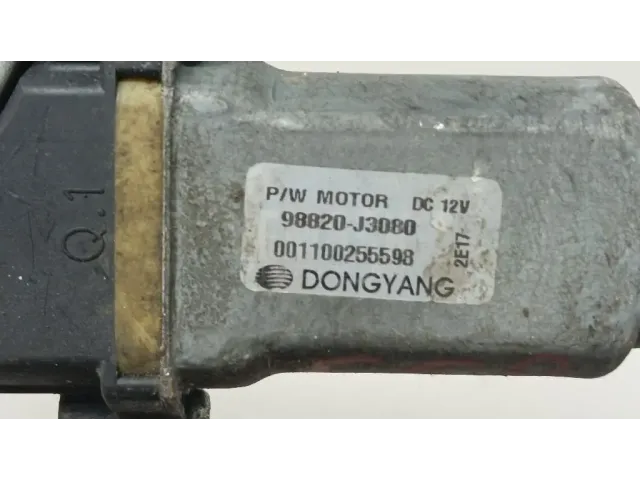 P/W MOTOR DC 12V
98820-J3080
001100255598
DONGYANG
2E17-
Q.1